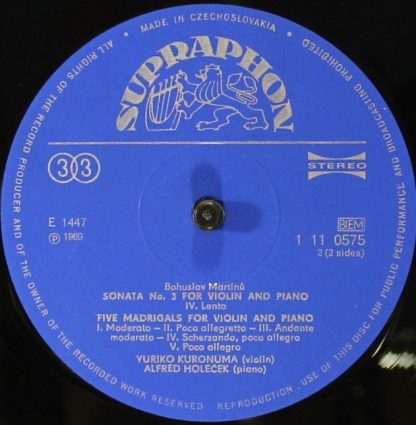 MADE IN CZECHOSLOVAKIA
SUPRAPHON
33
STEREO
E 1447
℗ 1969
BIEM
1 11 0575
2 (2 sides)
Bohuslav Martinů
SONATA No. 3 FOR VIOLIN AND PIANO
IV. Lento
FIVE MADRIGALS FOR VIOLIN AND PIANO
I. Moderato – II. Poco allegretto – III. Andante
moderato – IV. Scherzando, poco allegro
V. Poco allegro
YURIKO KURONUMA (violin)
ALFRED HOLEČEK (piano)
ALL RIGHTS OF THE RECORD PRODUCER AND OF THE OWNER OF THE RECORDED WORK RESERVED . REPRODUCTION . USE OF THIS DISC FOR PUBLIC PERFORMANCE AND BROADCASTING PROHIBITED